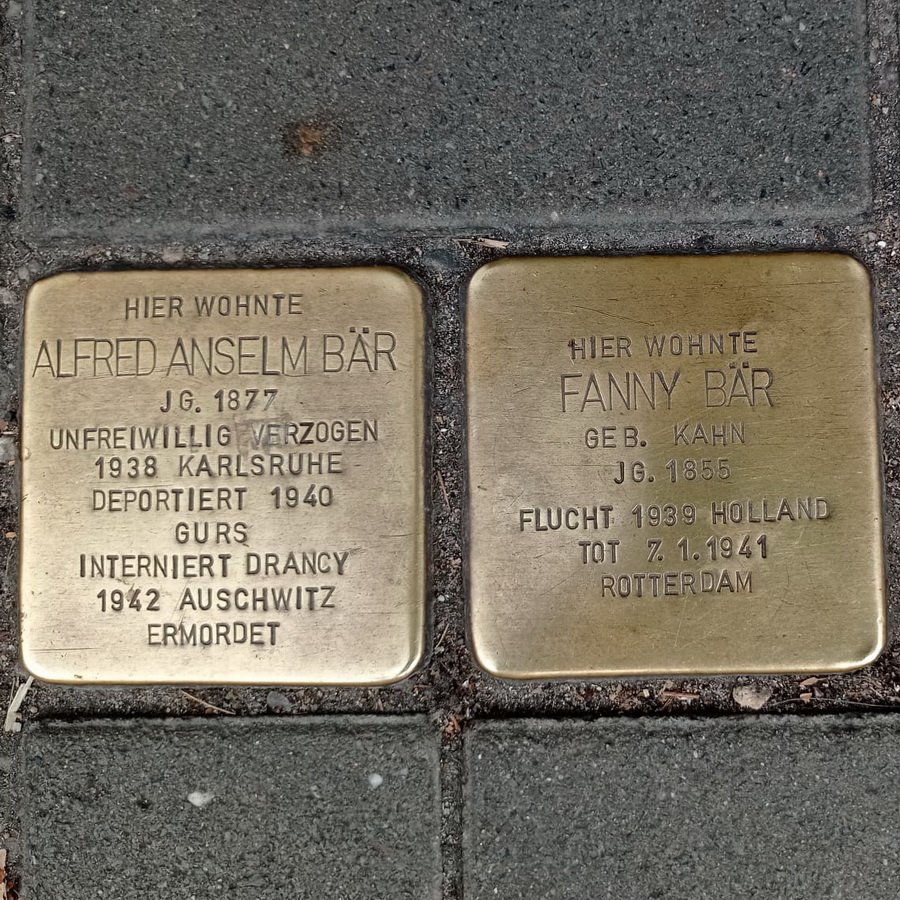 HIER WOHNTE
ALFRED ANSELM BÄR
JG. 1877
UNFREIWILLIG VERZOGEN
1938 KARLSRUHE
DEPORTIERT 1940
GURS
INTERNIERT DRANCY
1942 AUSCHWITZ
ERMORDET
HIER WOHNTE
FANNY BÄR
GEB. KAHN
JG. 1855
FLUCHT 1939 HOLLAND
TOT 7.1.1941
ROTTERDAM